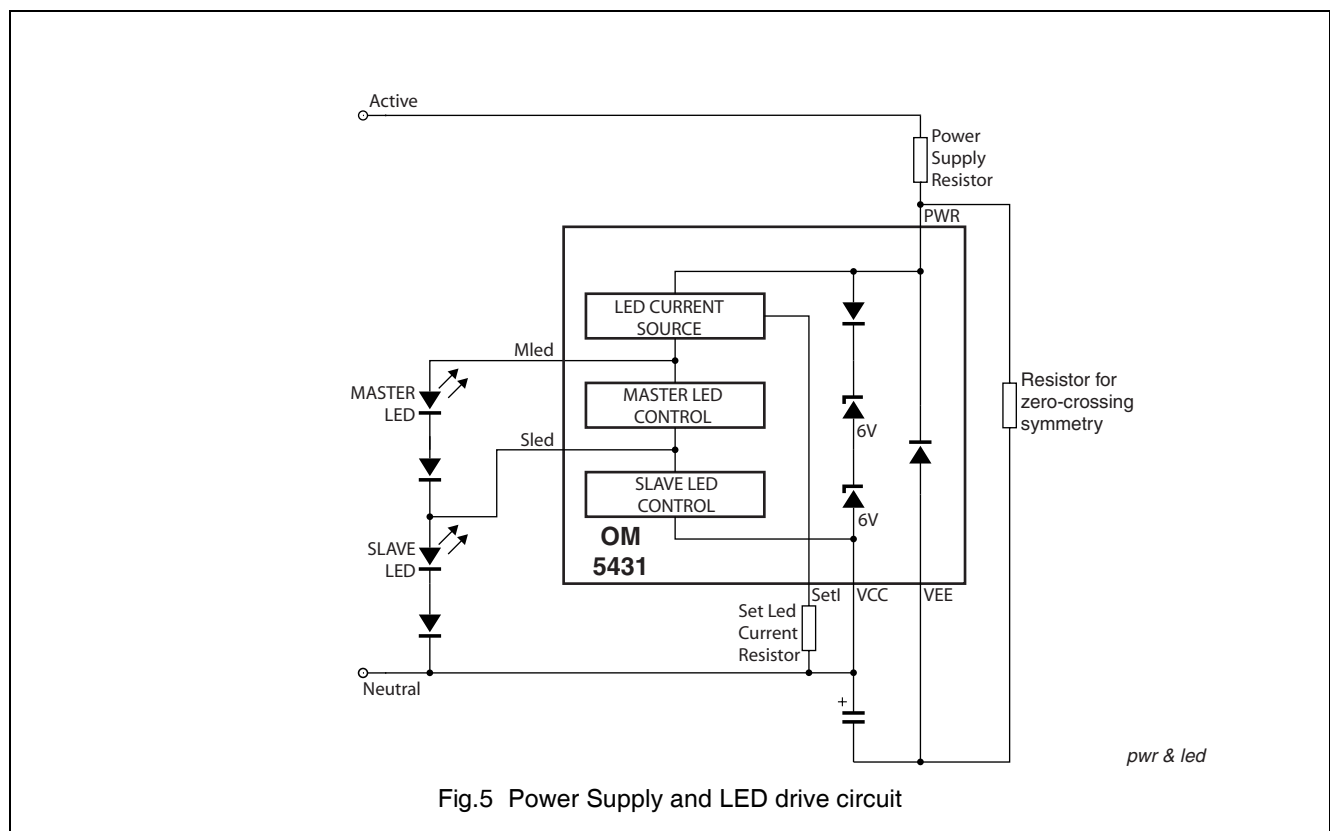 Active
Power
Supply
Resistor
PWR
LED CURRENT
SOURCE
Mled
MASTER
LED
MASTER LED
CONTROL
6V
Resistor for
zero-crossing
symmetry
Sled
SLAVE LED
CONTROL
6V
SLAVE
LED
OM
5431
SetI
VCC
VEE
Set Led
Current
Resistor
Neutral
+
pwr & led
Fig.5 Power Supply and LED drive circuit